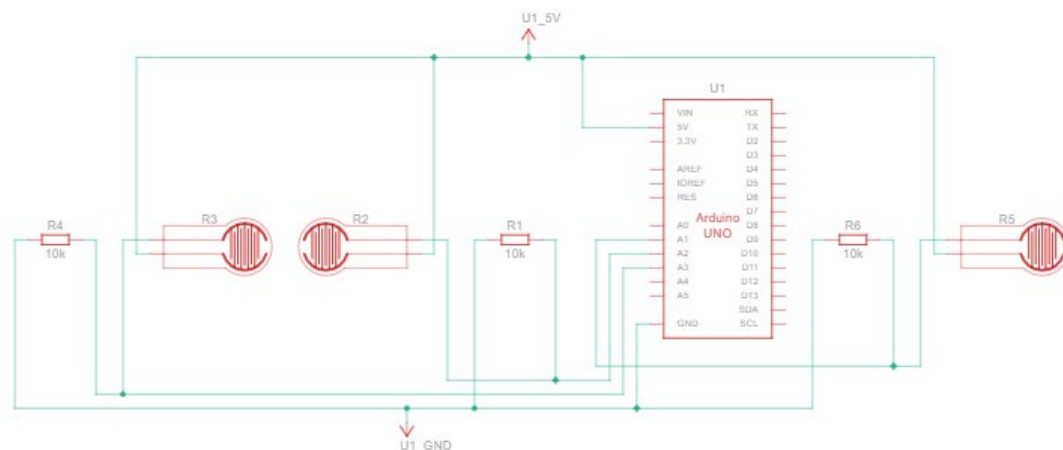 U1_5V
U1
VIN
5V
3.3V
AREF
IOREF
RES
A0
A1
A2
A3
A4
A5
GND
Arduino
UNO
RX
TX
D2
D3
D4
D5
D6
D7
D8
D9
D10
D11
D12
D13
SDA
SCL
R4
10k
R3
R2
R1
10k
R6
10k
R5
U1_GND